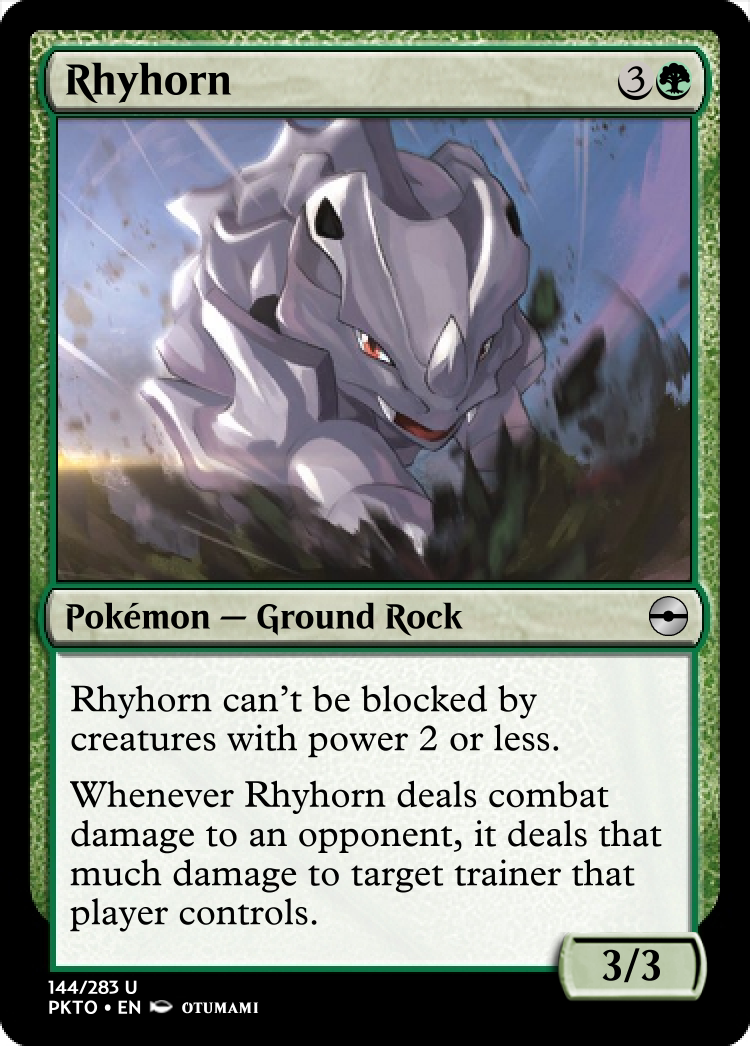 Rhyhorn 3
Pokémon — Ground Rock
Rhyhorn can't be blocked by
creatures with power 2 or less.
Whenever Rhyhorn deals combat
damage to an opponent, it deals that
much damage to target trainer that
player controls.
3/3
144/283 U
PKTO • EN OTUMAMI